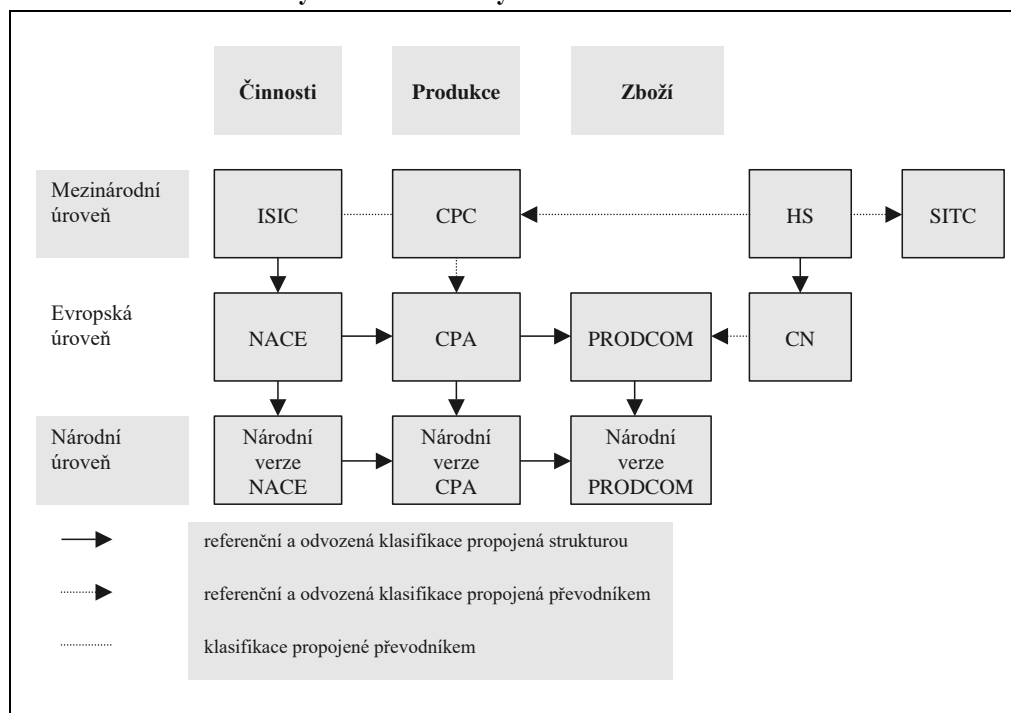 Činnosti
Produkce
Zboží
Mezinárodní
úroveň
ISIC
CPC
HS
SITC
Evropská
úroveň
NACE
CPA
PRODCOM
CN
Národní
úroveň
Národní
verze
NACE
Národní
verze
CPA
Národní
verze
PRODCOM
referenční a odvozená klasifikace propojená strukturou
referenční a odvozená klasifikace propojená převodníkem
klasifikace propojené převodníkem